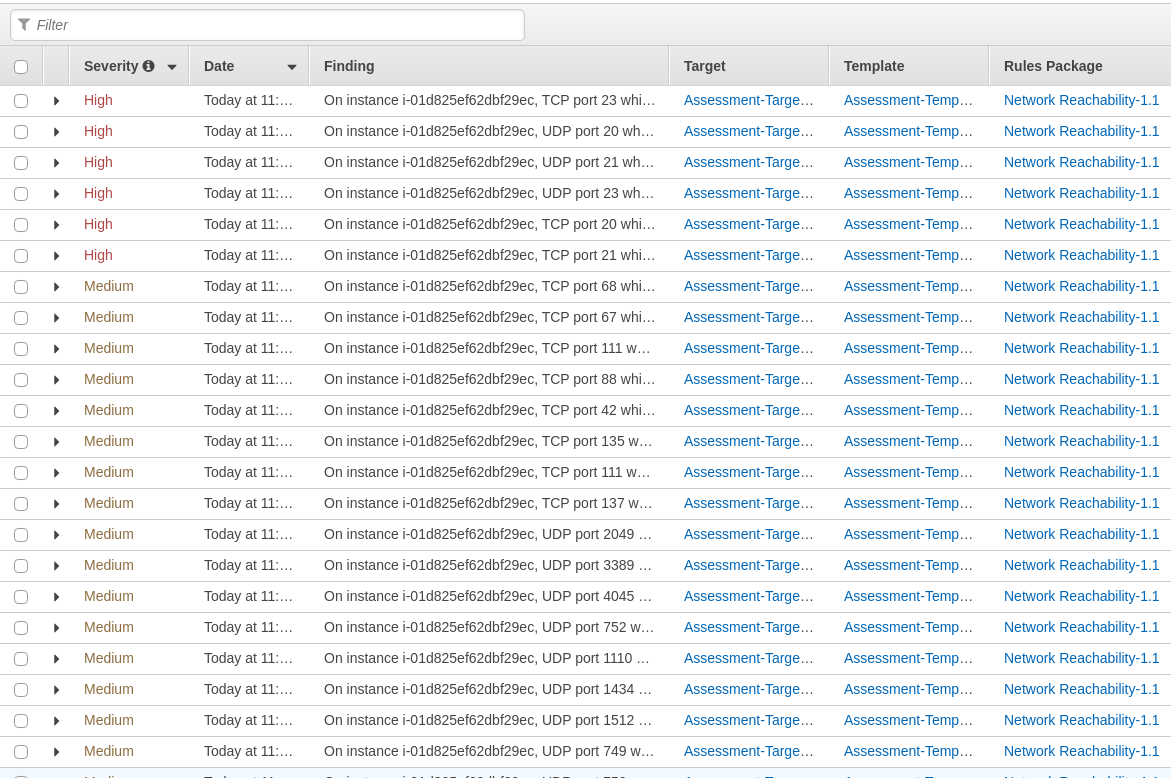 Filter
Severity Date Finding Target Template Rules Package
High Today at 11:… On instance i-01d825ef62dbf29ec, TCP port 23 whi… Assessment-Targe… Assessment-Temp… Network Reachability-1.1
High Today at 11:… On instance i-01d825ef62dbf29ec, UDP port 20 wh… Assessment-Targe… Assessment-Temp… Network Reachability-1.1
High Today at 11:… On instance i-01d825ef62dbf29ec, UDP port 21 wh… Assessment-Targe… Assessment-Temp… Network Reachability-1.1
High Today at 11:… On instance i-01d825ef62dbf29ec, UDP port 23 wh… Assessment-Targe… Assessment-Temp… Network Reachability-1.1
High Today at 11:… On instance i-01d825ef62dbf29ec, TCP port 20 whi… Assessment-Targe… Assessment-Temp… Network Reachability-1.1
High Today at 11:… On instance i-01d825ef62dbf29ec, TCP port 21 whi… Assessment-Targe… Assessment-Temp… Network Reachability-1.1
Medium Today at 11:… On instance i-01d825ef62dbf29ec, TCP port 68 whi… Assessment-Targe… Assessment-Temp… Network Reachability-1.1
Medium Today at 11:… On instance i-01d825ef62dbf29ec, TCP port 67 whi… Assessment-Targe… Assessment-Temp… Network Reachability-1.1
Medium Today at 11:… On instance i-01d825ef62dbf29ec, TCP port 111 w… Assessment-Targe… Assessment-Temp… Network Reachability-1.1
Medium Today at 11:… On instance i-01d825ef62dbf29ec, TCP port 88 whi… Assessment-Targe… Assessment-Temp… Network Reachability-1.1
Medium Today at 11:… On instance i-01d825ef62dbf29ec, TCP port 42 whi… Assessment-Targe… Assessment-Temp… Network Reachability-1.1
Medium Today at 11:… On instance i-01d825ef62dbf29ec, TCP port 135 w… Assessment-Targe… Assessment-Temp… Network Reachability-1.1
Medium Today at 11:… On instance i-01d825ef62dbf29ec, TCP port 111 w… Assessment-Targe… Assessment-Temp… Network Reachability-1.1
Medium Today at 11:… On instance i-01d825ef62dbf29ec, TCP port 137 w… Assessment-Targe… Assessment-Temp… Network Reachability-1.1
Medium Today at 11:… On instance i-01d825ef62dbf29ec, UDP port 2049 … Assessment-Targe… Assessment-Temp… Network Reachability-1.1
Medium Today at 11:… On instance i-01d825ef62dbf29ec, UDP port 3389 … Assessment-Targe… Assessment-Temp… Network Reachability-1.1
Medium Today at 11:… On instance i-01d825ef62dbf29ec, UDP port 4045 … Assessment-Targe… Assessment-Temp… Network Reachability-1.1
Medium Today at 11:… On instance i-01d825ef62dbf29ec, UDP port 752 w… Assessment-Targe… Assessment-Temp… Network Reachability-1.1
Medium Today at 11:… On instance i-01d825ef62dbf29ec, UDP port 1110 … Assessment-Targe… Assessment-Temp… Network Reachability-1.1
Medium Today at 11:… On instance i-01d825ef62dbf29ec, UDP port 1434 … Assessment-Targe… Assessment-Temp… Network Reachability-1.1
Medium Today at 11:… On instance i-01d825ef62dbf29ec, UDP port 1512 … Assessment-Targe… Assessment-Temp… Network Reachability-1.1
Medium Today at 11:… On instance i-01d825ef62dbf29ec, UDP port 749 w… Assessment-Targe… Assessment-Temp… Network Reachability-1.1